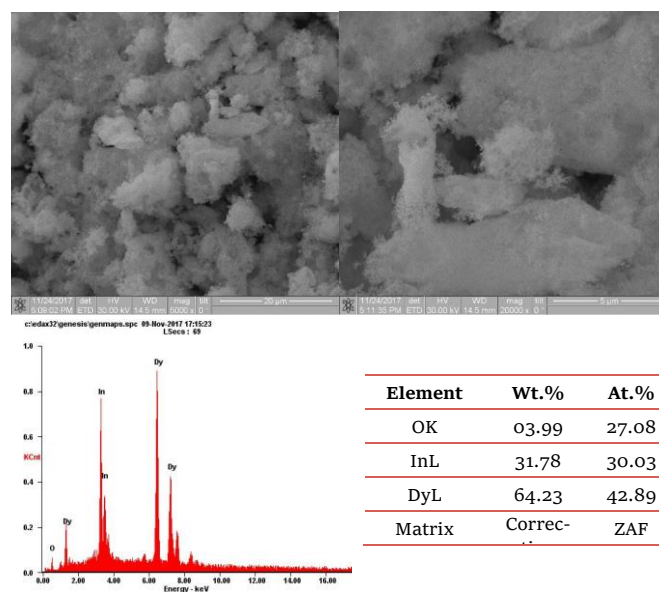 11/24/2017 det HV WD mag tilt 20 µm
5:09:02 PM ETD 30.00 kV 14.5 mm 5000 x 0 °
11/24/2017 det HV WD mag tilt 5 µm
5:11:35 PM ETD 30.00 kV 14.5 mm 20000 x 0 °
c:\edax32\genesis\genmaps.spc 09-Nov-2017 17:15:23
LSecs : 69
1.0
0.8
0.6
KCnt
0.4
0.2
0.0
O
Dy
In
In
Dy
Dy
0.00 2.00 4.00 6.00 8.00 10.00 12.00 14.00 16.00
Energy - keV
Element Wt.% At.%
OK 03.99 27.08
InL 31.78 30.03
DyL 64.23 42.89
Matrix Correc- ZAF